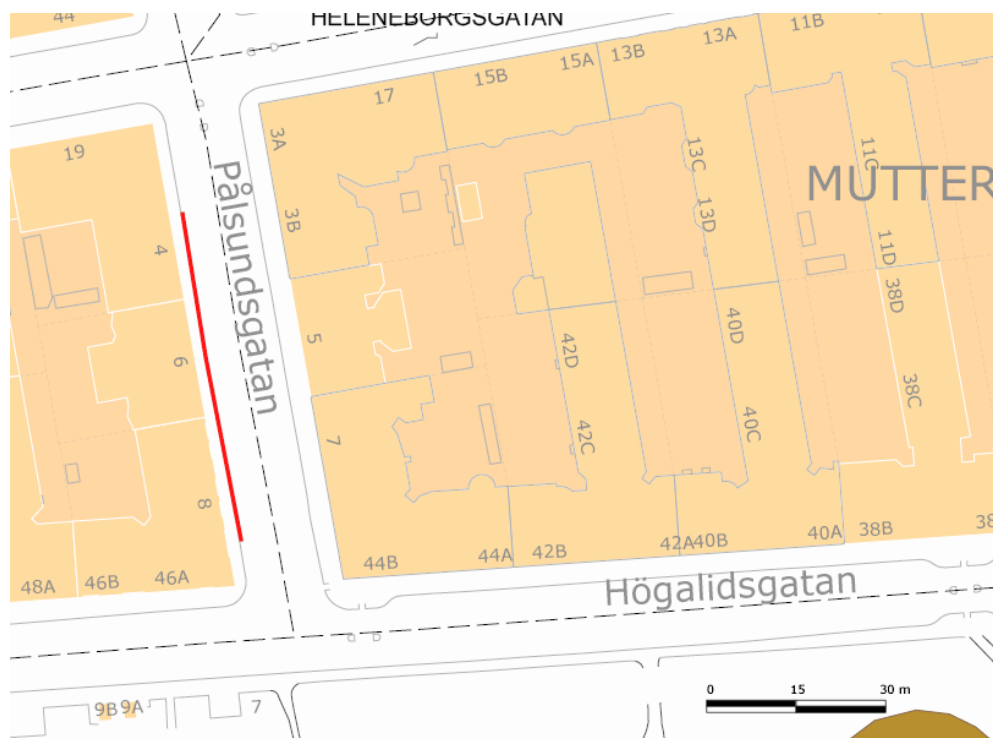 44
HELENEBORGSGATAN
11B
13A
13B
15A
15B
17
3A
19
Pålsundsgatan
13C
11C
MUTTER
3B
13D
4
11D
38D
5
40D
42D
6
38C
7
42C
40C
8
44B
44A
42B
42A
40B
40A
38B
38
48A
46B
46A
Högalidsgatan
9B
9A
7
0
15
30 m